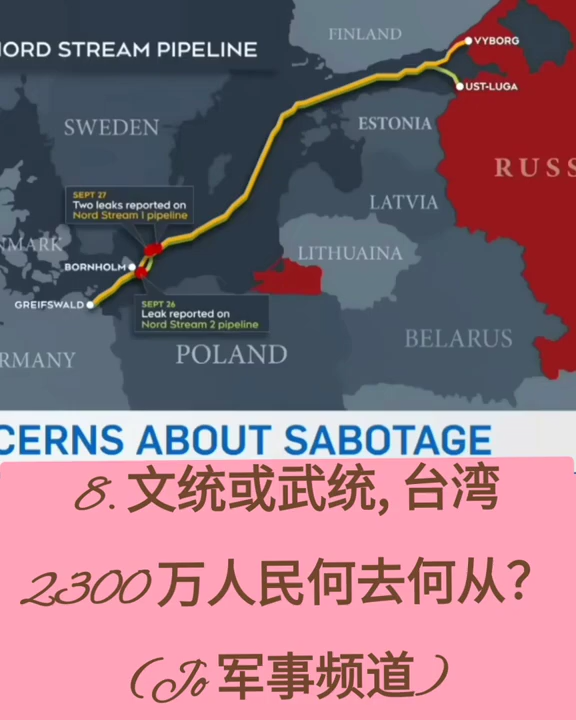 NORD STREAM PIPELINE
FINLAND
VYBORG
UST-LUGA
SWEDEN
ESTONIA
RUSS
SEPT 27
Two leaks reported on
Nord Stream 1 pipeline
LATVIA
NMARK
LITHUAINA
BORNHOLM
GREIFSWALD
SEPT 26
Leak reported on
Nord Stream 2 pipeline
BELARUS
RMANY
POLAND
CERNS ABOUT SABOTAGE
8. 文统或武统, 台湾
2300万人民何去何从?
(Jo 军事频道)